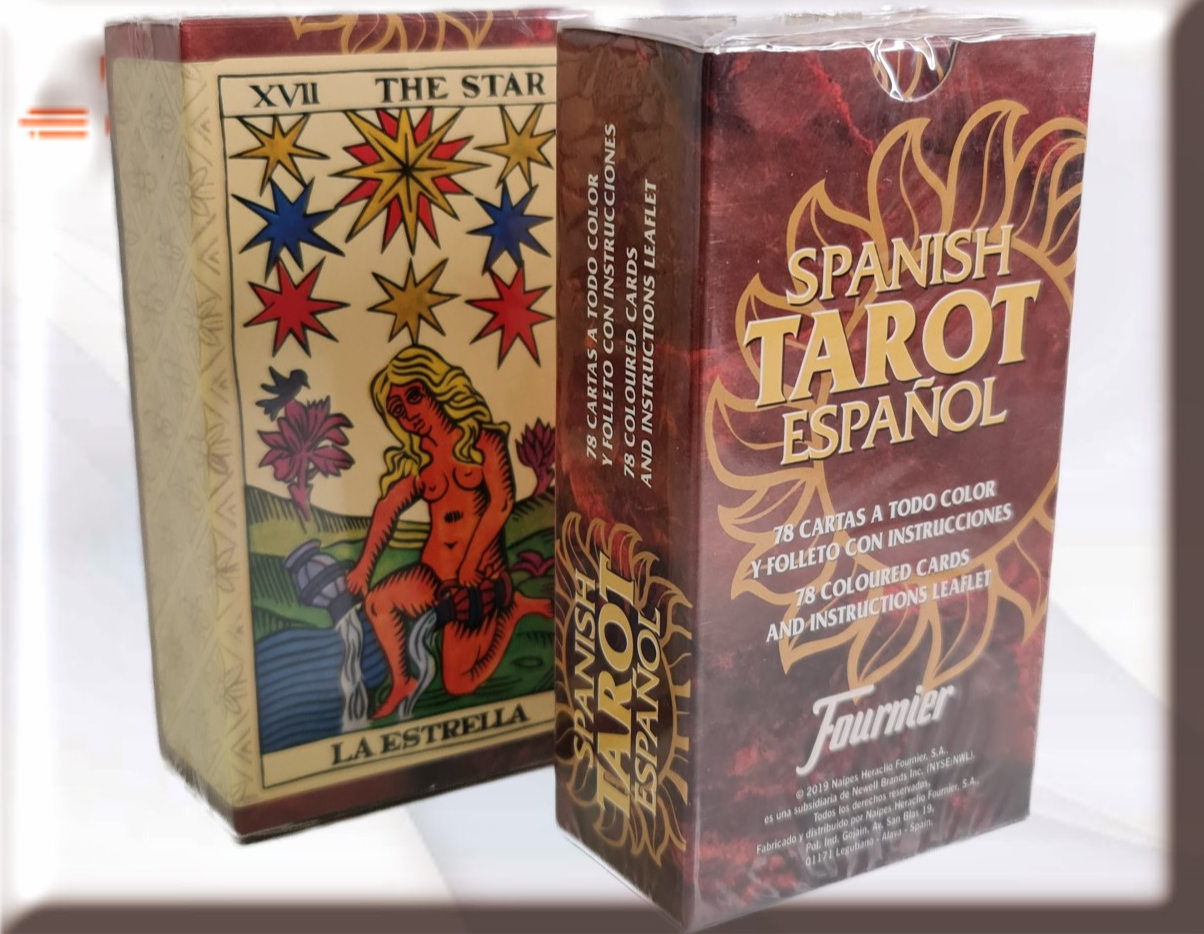 XVII THE STAR
LA ESTRELLA
78 CARTAS A TODO COLOR
Y FOLLETO CON INSTRUCCIONES
78 COLOURED CARDS
AND INSTRUCTIONS LEAFLET
SPANISH
TAROT
ESPAÑOL
SPANISH
TAROT
ESPAÑOL
78 CARTAS A TODO COLOR
Y FOLLETO CON INSTRUCCIONES
78 COLOURED CARDS
AND INSTRUCTIONS LEAFLET
Fournier
© 2019 Naipes Heraclio Fournier, S.A.,
es una subsidiaria de Newell Brands Inc. (NYSE:NWL).
Todos los derechos reservados.
Fabricado y distribuido por Naipes Heraclio Fournier, S.A.,
Pol. Ind. Gojain, Av. San Blas 19,
01171 Legutiano - Alava - Spain.